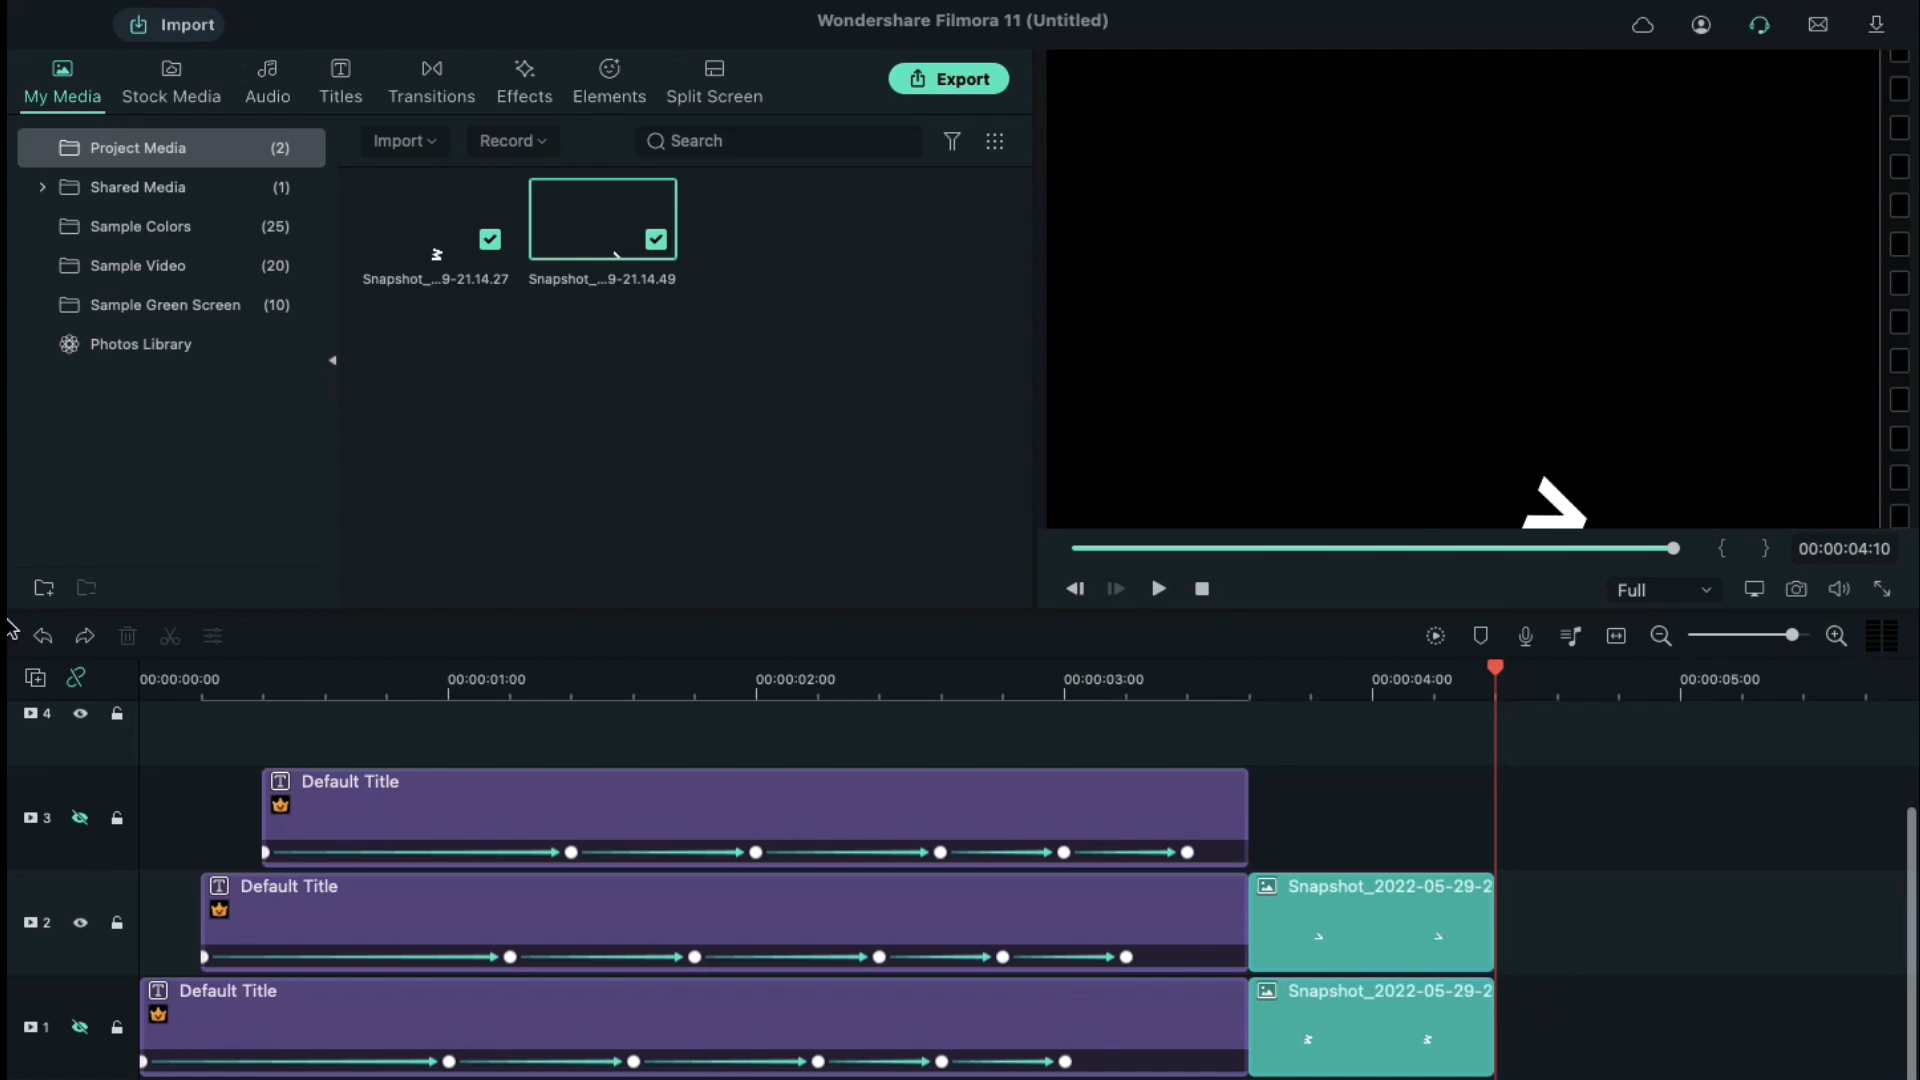 Import
Wondershare Filmora 11 (Untitled)
My Media
Stock Media
Audio
Titles
Transitions
Effects
Elements
Split Screen
Export
Project Media (2)
Shared Media (1)
Sample Colors (25)
Sample Video (20)
Sample Green Screen (10)
Photos Library
Import
Record
Search
Snapshot_...9-21.14.27
Snapshot_...9-21.14.49
00:00:04:10
Full
00:00:00:00
00:00:01:00
00:00:02:00
00:00:03:00
00:00:04:00
00:00:05:00
4
3
Default Title
2
Default Title
Snapshot_2022-05-29-2
1
Default Title
Snapshot_2022-05-29-2